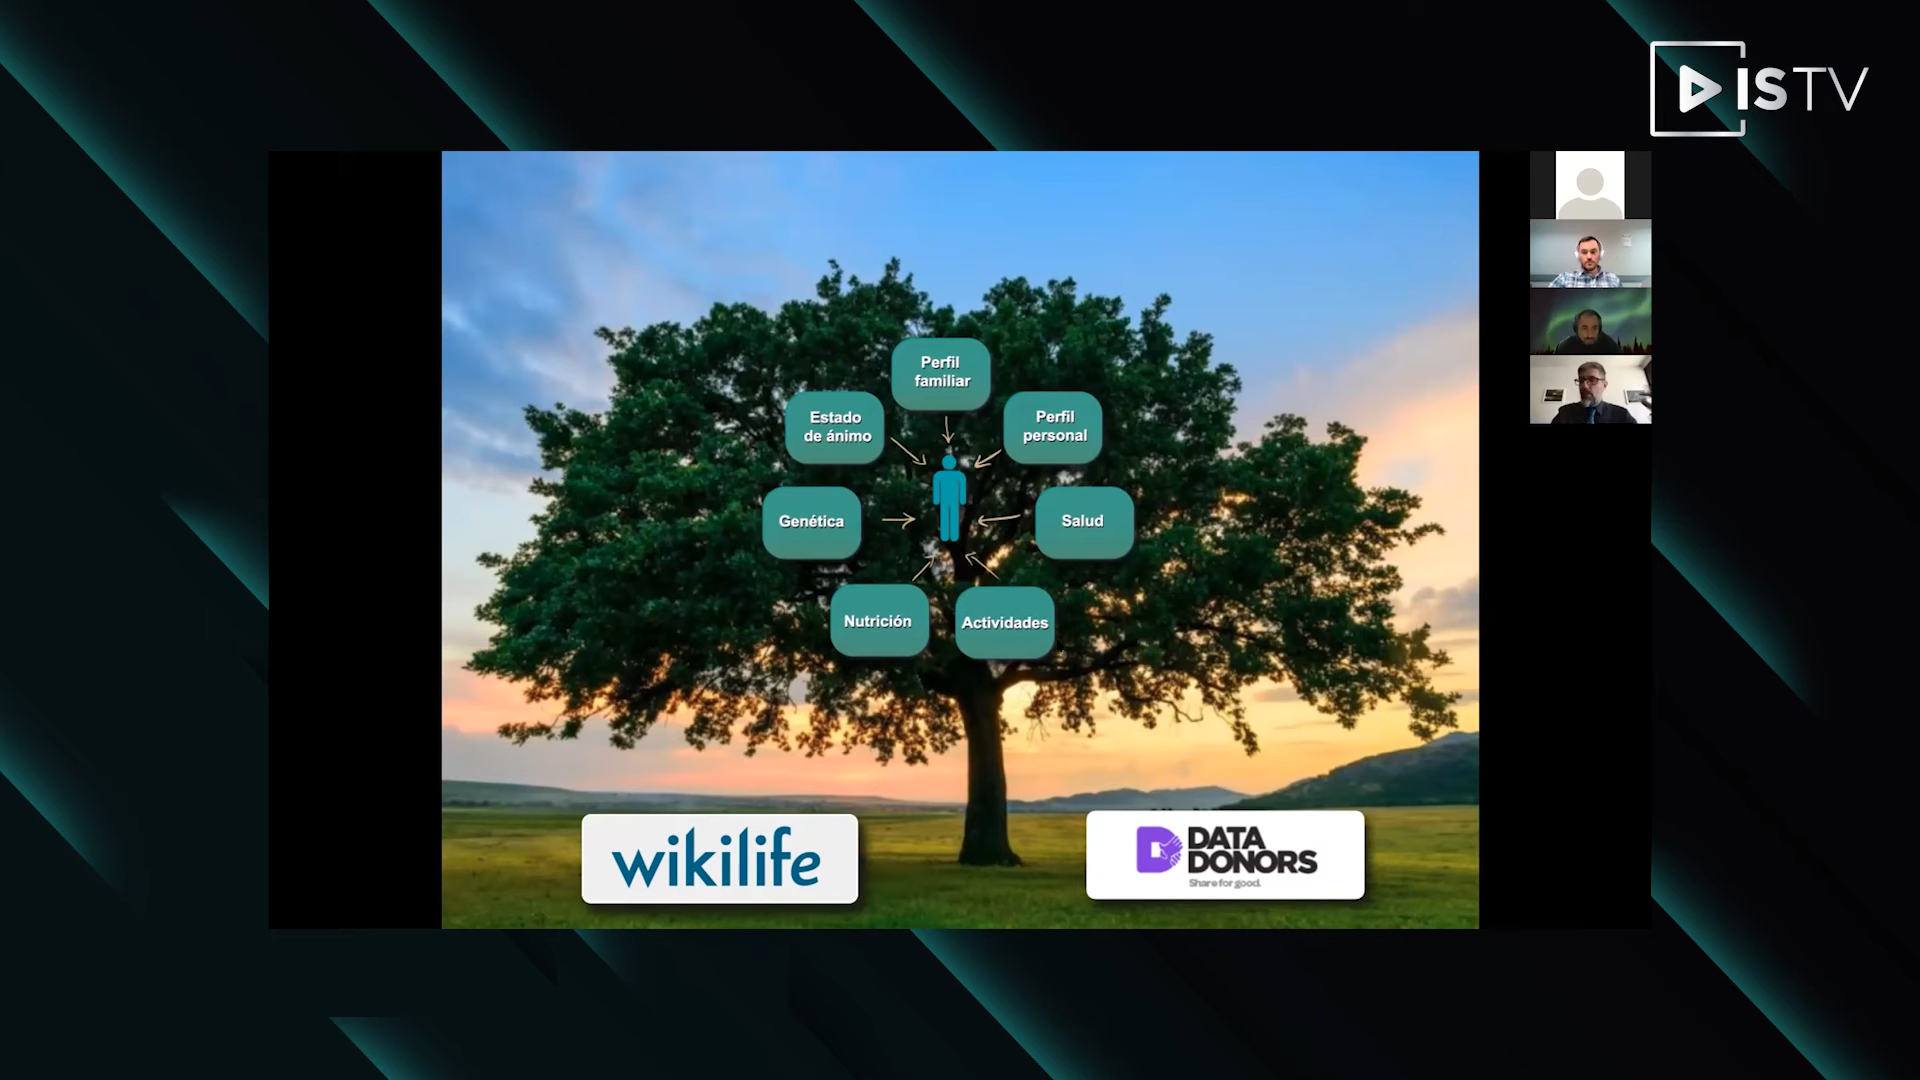 ISTV
Perfil
familiar
Estado
de ánimo
Perfil
personal
Genética
Salud
Nutrición
Actividades
wikilife
DATA
DONORS
Share for good.